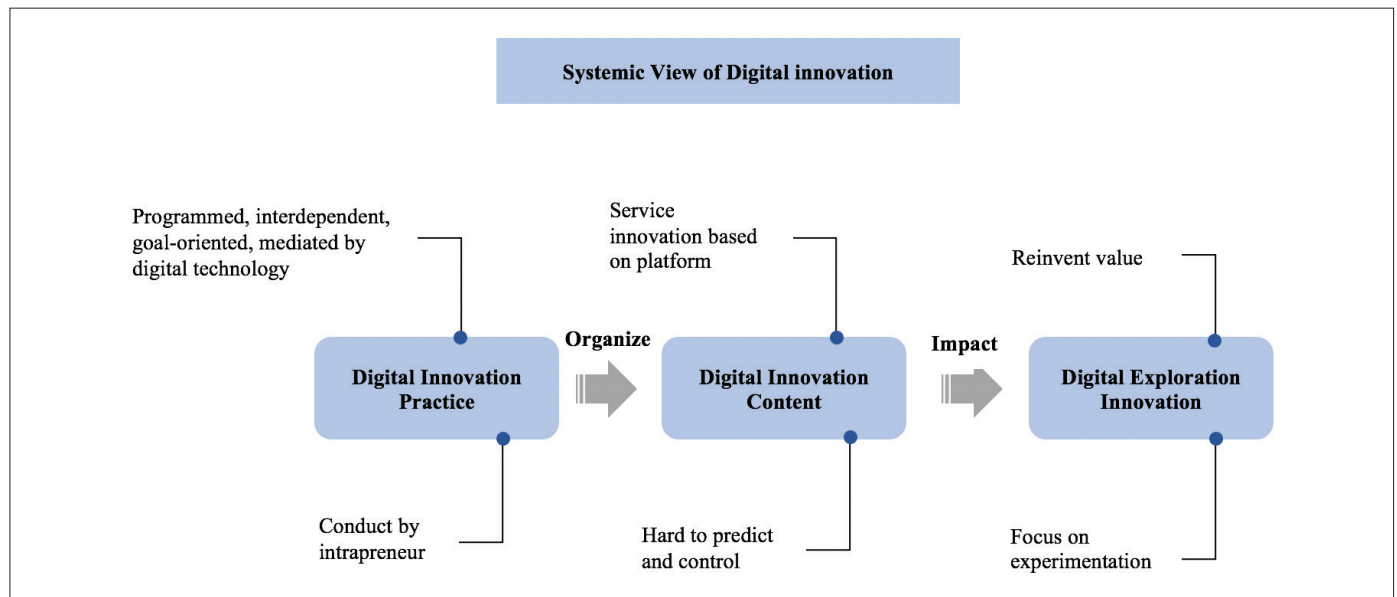 Systemic View of Digital innovation
Programmed, interdependent,
goal-oriented, mediated by
digital technology
Service
innovation based
on platform
Reinvent value
Organize
Impact
Digital Innovation
Practice
Digital Innovation
Content
Digital Exploration
Innovation
Conduct by
intrapreneur
Hard to predict
and control
Focus on
experimentation